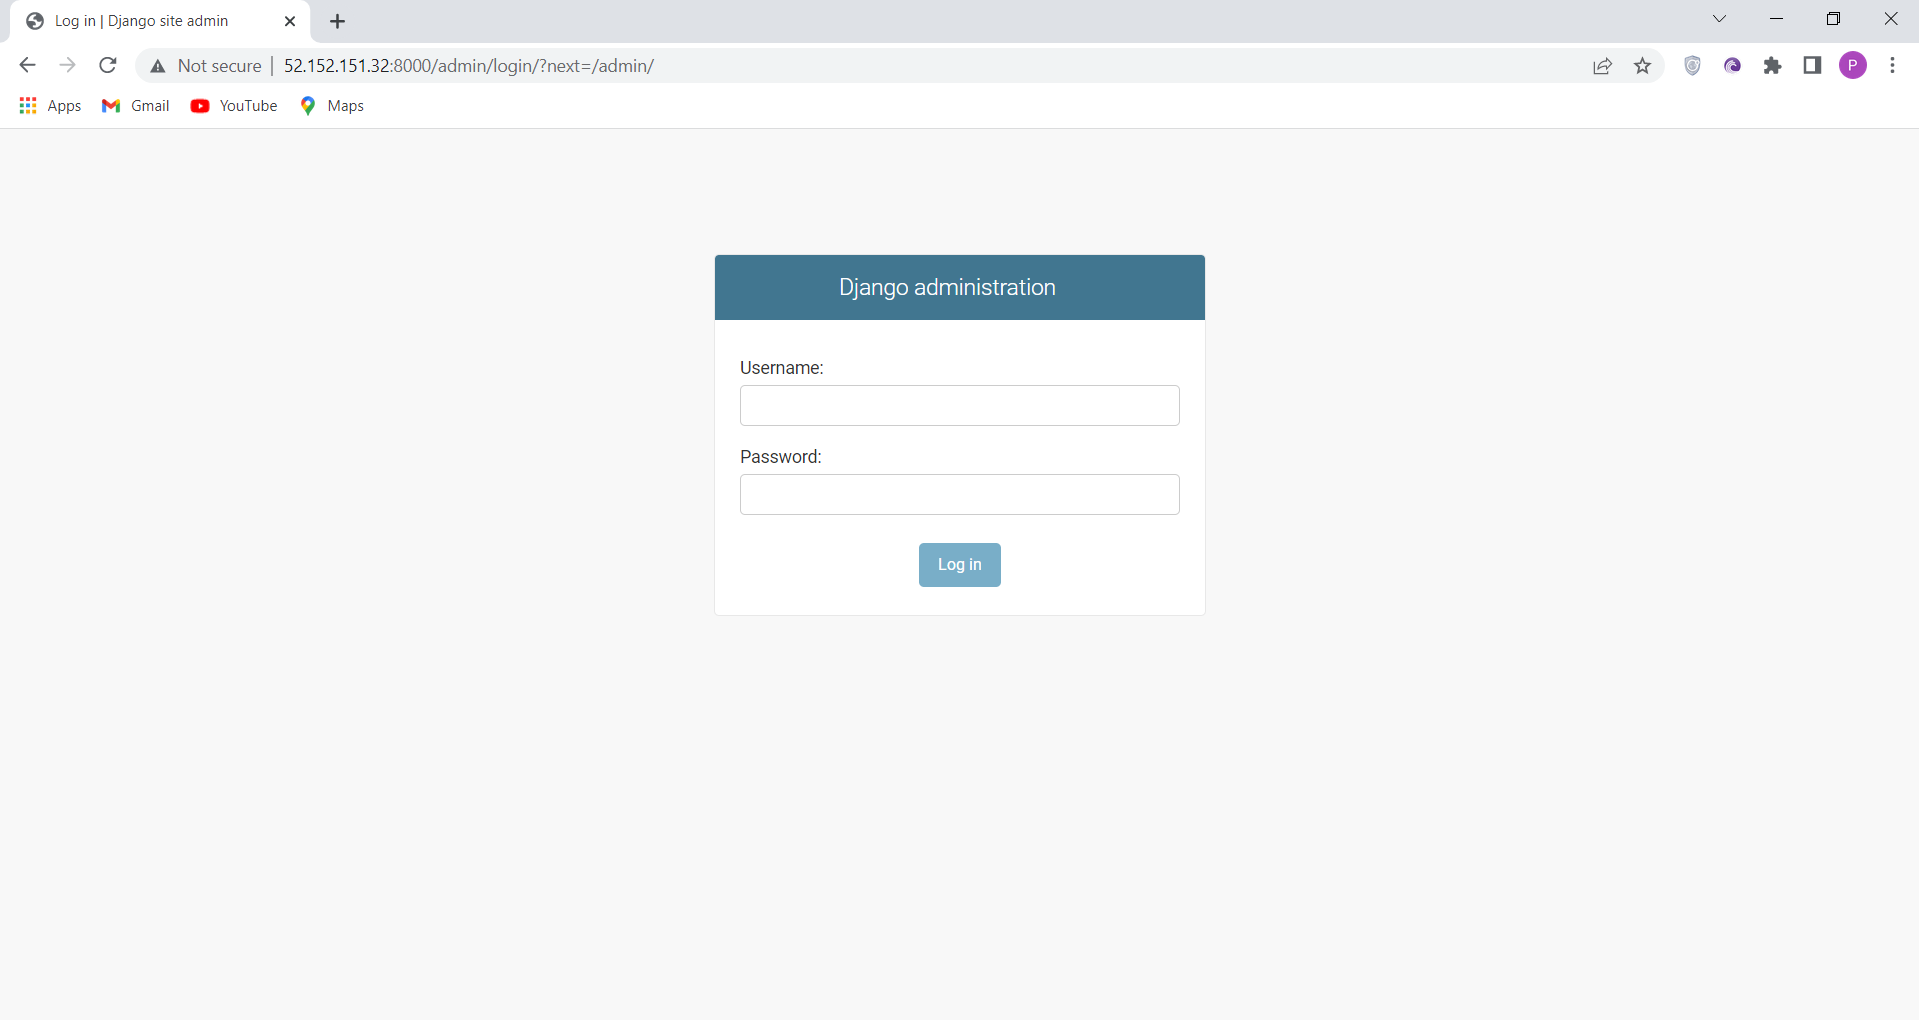 Log in | Django site admin
Not secure | 52.152.151.32:8000/admin/login/?next=/admin/
P
Apps Gmail YouTube Maps
Django administration
Username:
Password:
Log in